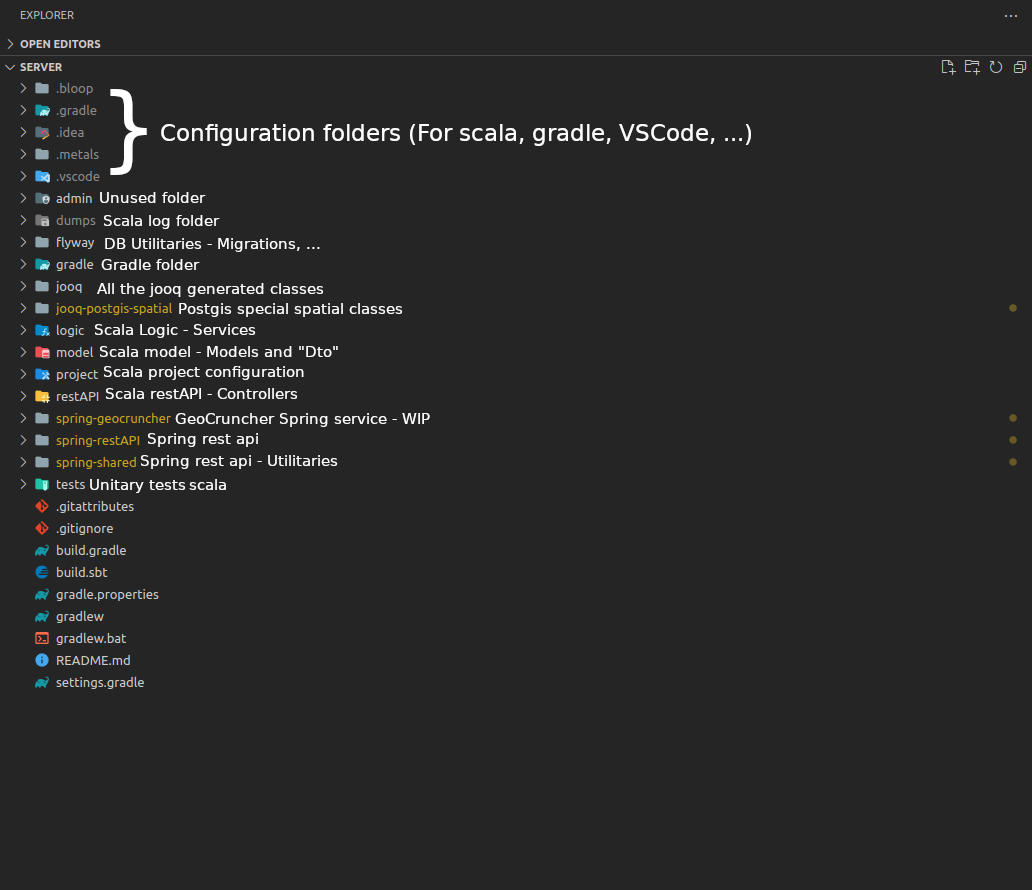 EXPLORER
OPEN EDITORS
SERVER
.bloop
.gradle
.idea
} Configuration folders (For scala, gradle, VSCode, ...)
.metals
.vscode
admin Unused folder
dumps Scala log folder
flyway DB Utilitaries - Migrations, ...
gradle Gradle folder
jooq All the jooq generated classes
jooq-postgis-spatial Postgis special spatial classes
logic Scala Logic - Services
model Scala model - Models and "Dto"
project Scala project configuration
restAPI Scala restAPI - Controllers
spring-geocruncher GeoCruncher Spring service - WIP
spring-restAPI Spring rest api
spring-shared Spring rest api - Utilitaries
tests Unitary tests scala
.gitattributes
.gitignore
build.gradle
build.sbt
gradle.properties
gradlew
gradlew.bat
README.md
settings.gradle